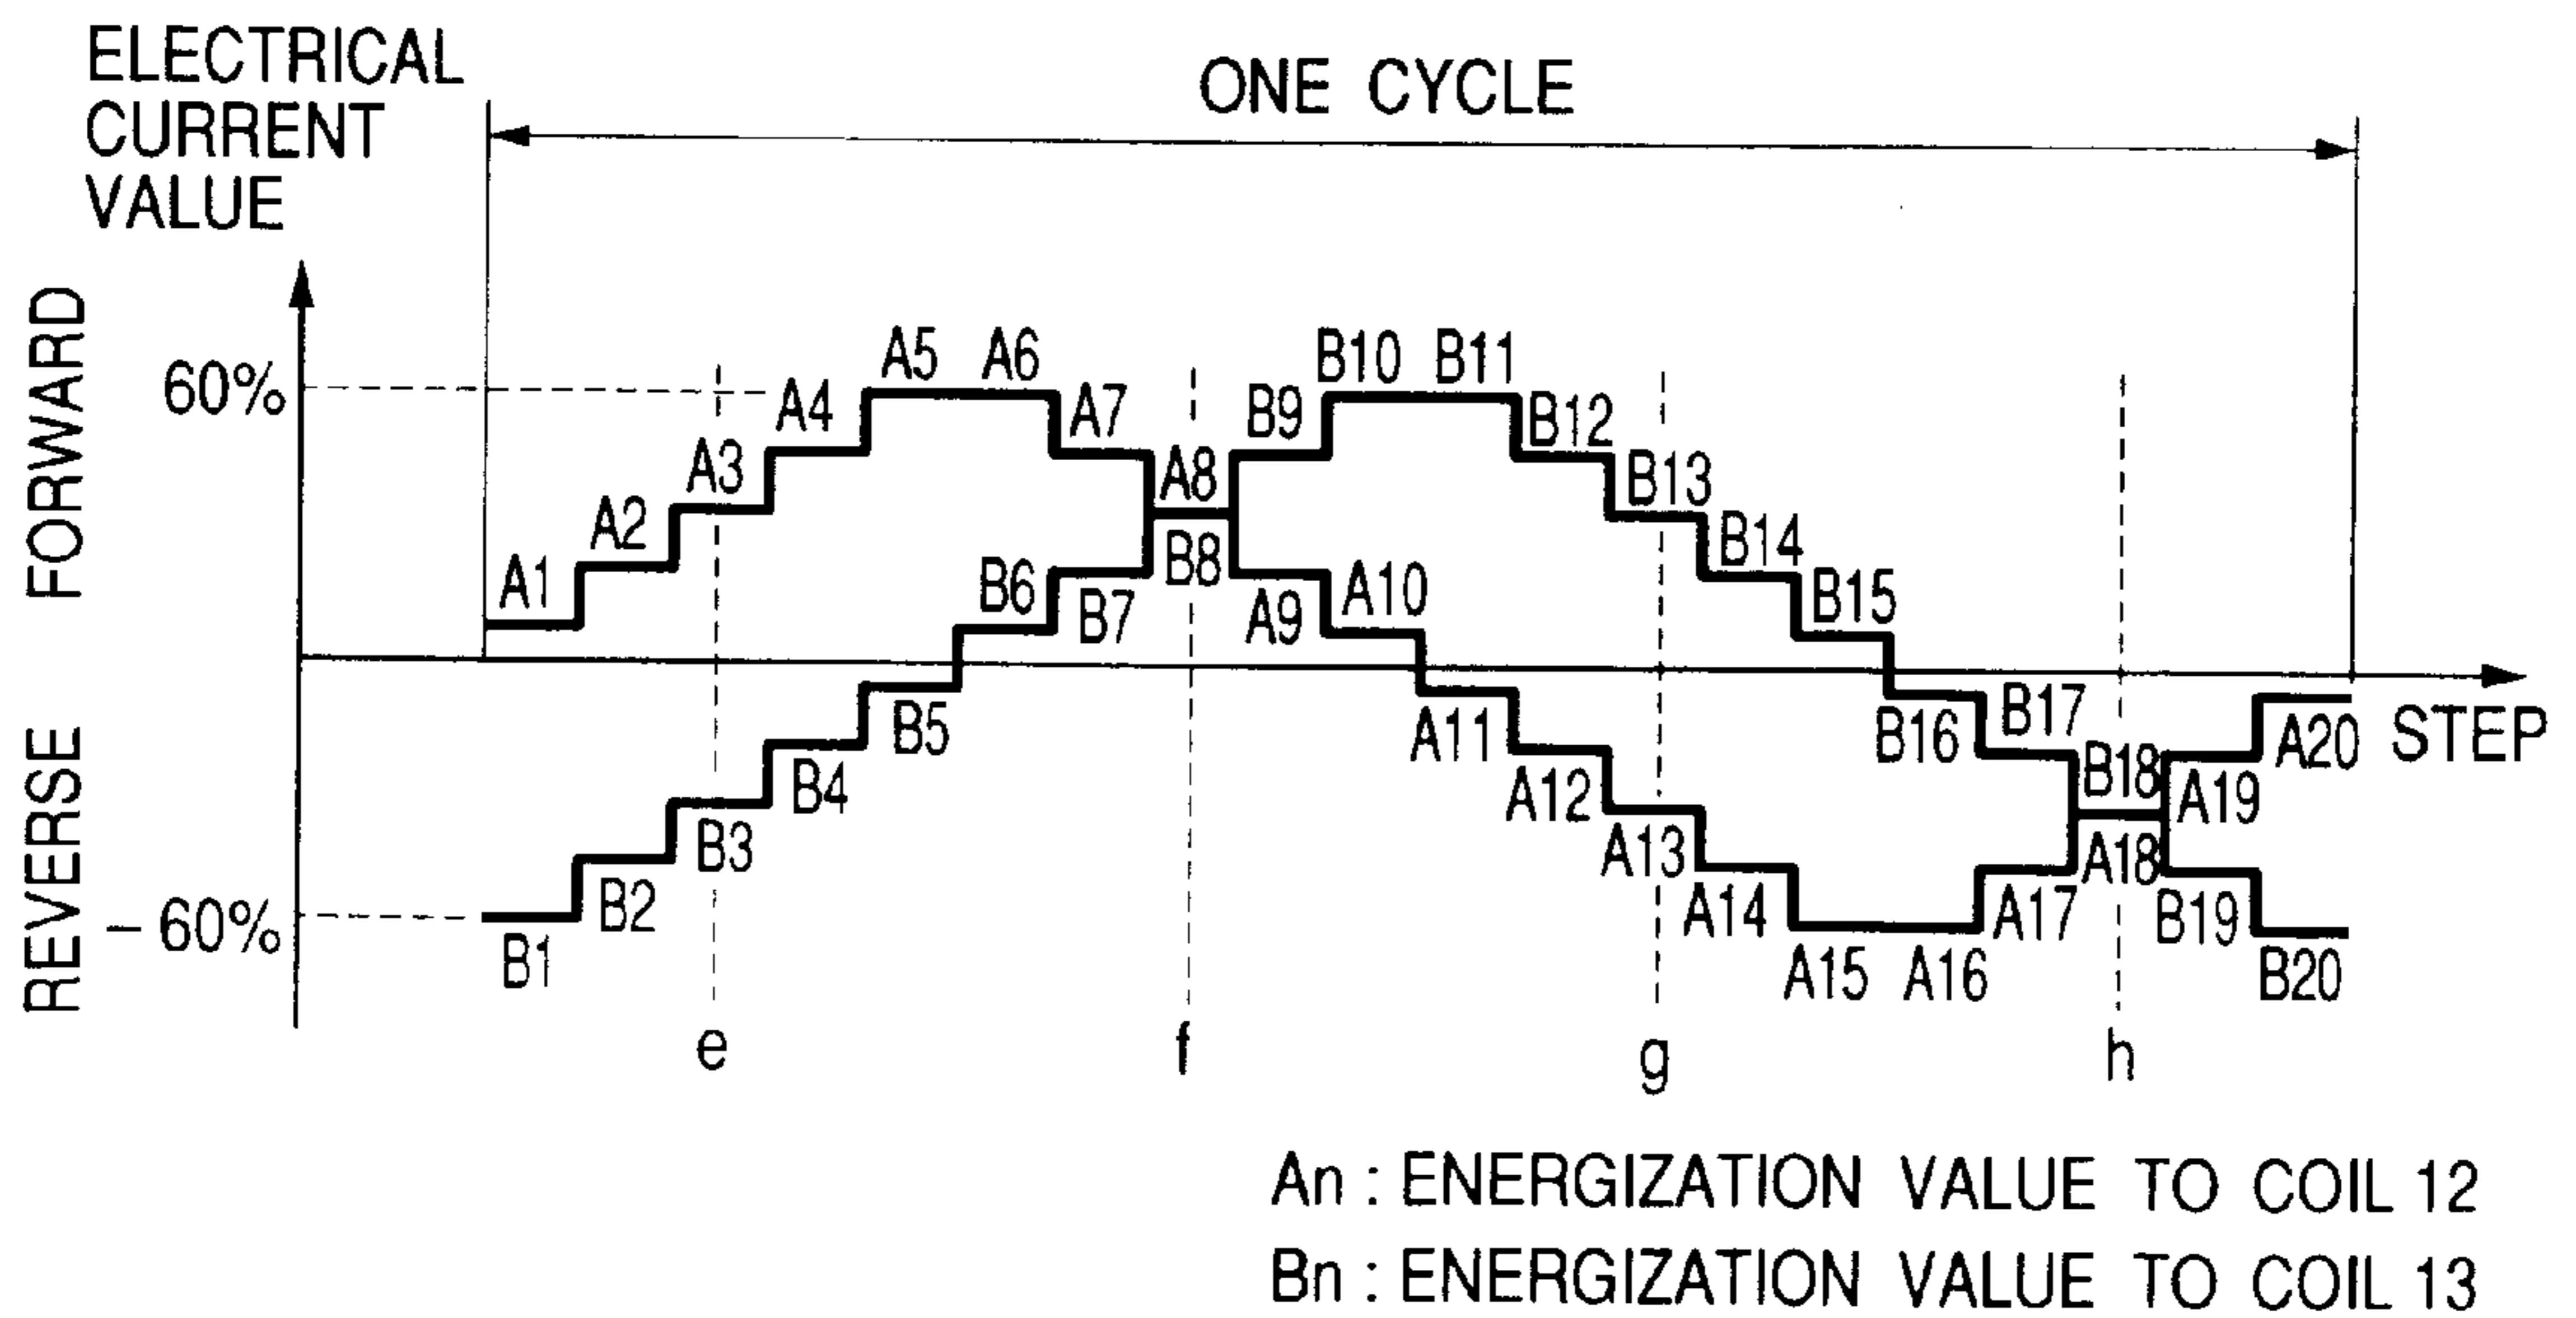 ELECTRICAL
CURRENT
VALUE
ONE CYCLE
FORWARD
REVERSE
60%
– 60%
A1
A2
A3
A4
A5
A6
A7
A8
B9
B10
B11
B12
B13
B14
B15
B1
B2
B3
B4
B5
B6
B7
B8
A9
A10
A11
A12
A13
A14
A15
A16
A17
A18
B16
B17
B18
A19
A20
B19
B20
STEP
e
f
g
h
An : ENERGIZATION VALUE TO COIL 12
Bn : ENERGIZATION VALUE TO COIL 13